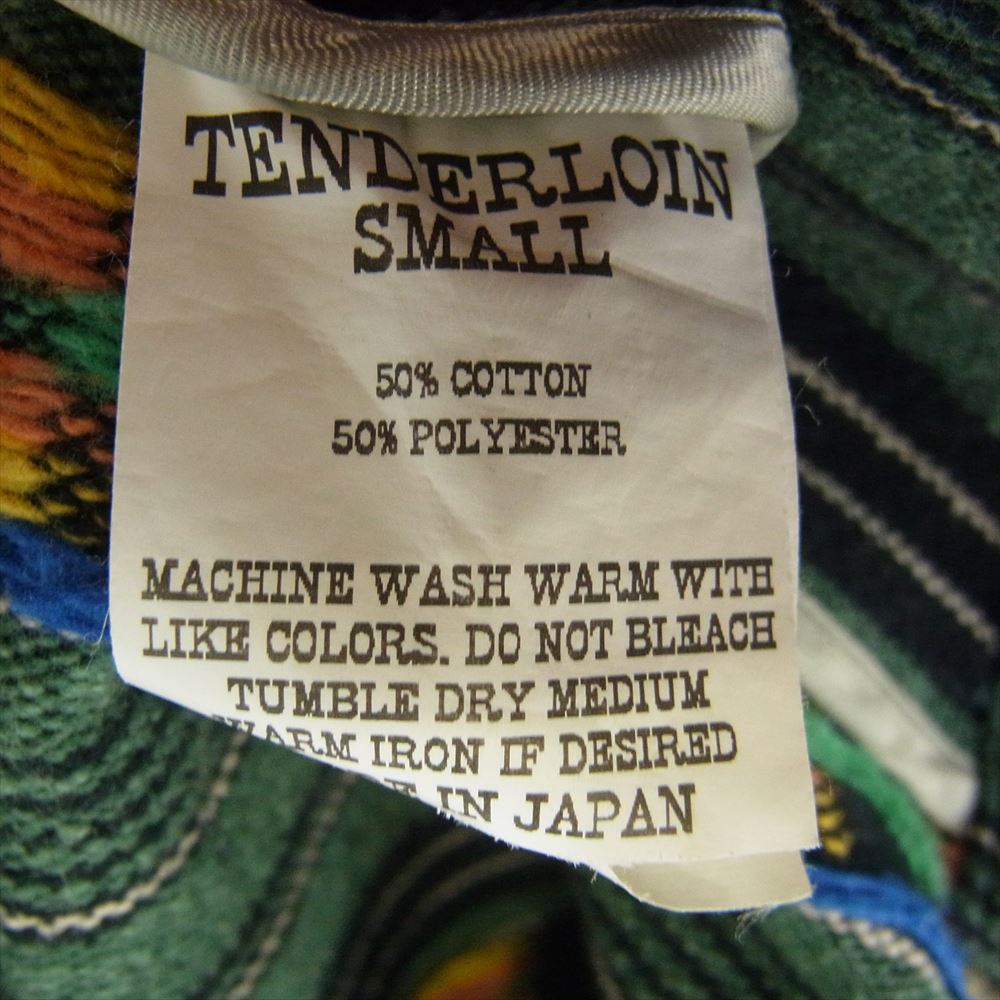 TENDERLOIN
SMALL
50% COTTON
50% POLYESTER
MACHINE WASH WARM WITH
LIKE COLORS. DO NOT BLEACH
TUMBLE DRY MEDIUM
WARM IRON IF DESIRED
IN JAPAN